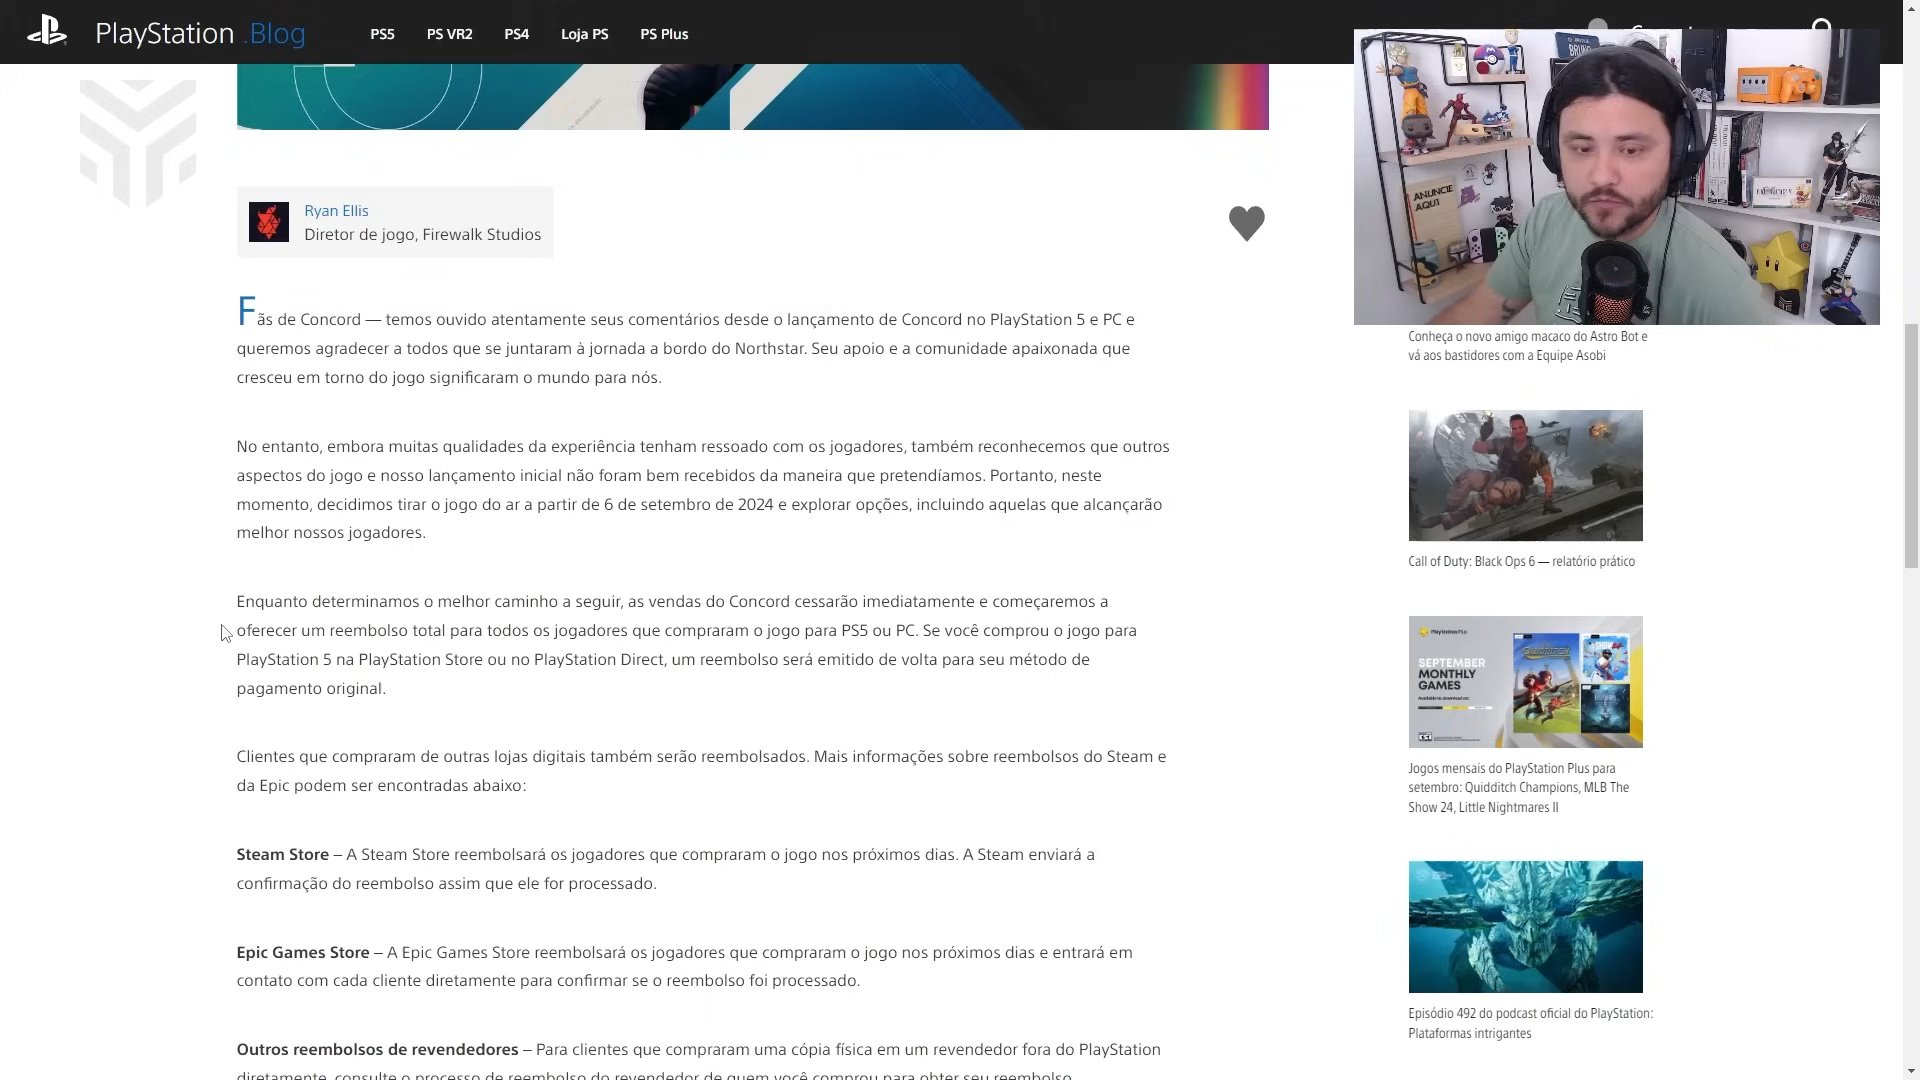 PlayStation .Blog
PS5
PS VR2
PS4
Loja PS
PS Plus
ANUNCIE
AQUI
Ryan Ellis
Diretor de jogo, Firewalk Studios
Fãs de Concord — temos ouvido atentamente seus comentários desde o lançamento de Concord no PlayStation 5 e PC e
queremos agradecer a todos que se juntaram à jornada a bordo do Northstar. Seu apoio e a comunidade apaixonada que
cresceu em torno do jogo significaram o mundo para nós.
No entanto, embora muitas qualidades da experiência tenham ressoado com os jogadores, também reconhecemos que outros
aspectos do jogo e nosso lançamento inicial não foram bem recebidos da maneira que pretendíamos. Portanto, neste
momento, decidimos tirar o jogo do ar a partir de 6 de setembro de 2024 e explorar opções, incluindo aquelas que alcançarão
melhor nossos jogadores.
Enquanto determinamos o melhor caminho a seguir, as vendas do Concord cessarão imediatamente e começaremos a
oferecer um reembolso total para todos os jogadores que compraram o jogo para PS5 ou PC. Se você comprou o jogo para
PlayStation 5 na PlayStation Store ou no PlayStation Direct, um reembolso será emitido de volta para seu método de
pagamento original.
Clientes que compraram de outras lojas digitais também serão reembolsados. Mais informações sobre reembolsos do Steam e
da Epic podem ser encontradas abaixo:
Steam Store – A Steam Store reembolsará os jogadores que compraram o jogo nos próximos dias. A Steam enviará a
confirmação do reembolso assim que ele for processado.
Epic Games Store – A Epic Games Store reembolsará os jogadores que compraram o jogo nos próximos dias e entrará em
contato com cada cliente diretamente para confirmar se o reembolso foi processado.
Outros reembolsos de revendedores – Para clientes que compraram uma cópia física em um revendedor fora do PlayStation
diretamente, consulte o processo de reembolso do revendedor de quem você comprou para obter seu reembolso.
Conheça o novo amigo macaco do Astro Bot e
vá aos bastidores com a Equipe Asobi
Call of Duty: Black Ops 6 — relatório prático
PlayStation Plus
SEPTEMBER
MONTHLY
GAMES
Jogos mensais do PlayStation Plus para
setembro: Quidditch Champions, MLB The
Show 24, Little Nightmares II
Episódio 492 do podcast oficial do PlayStation:
Plataformas intrigantes